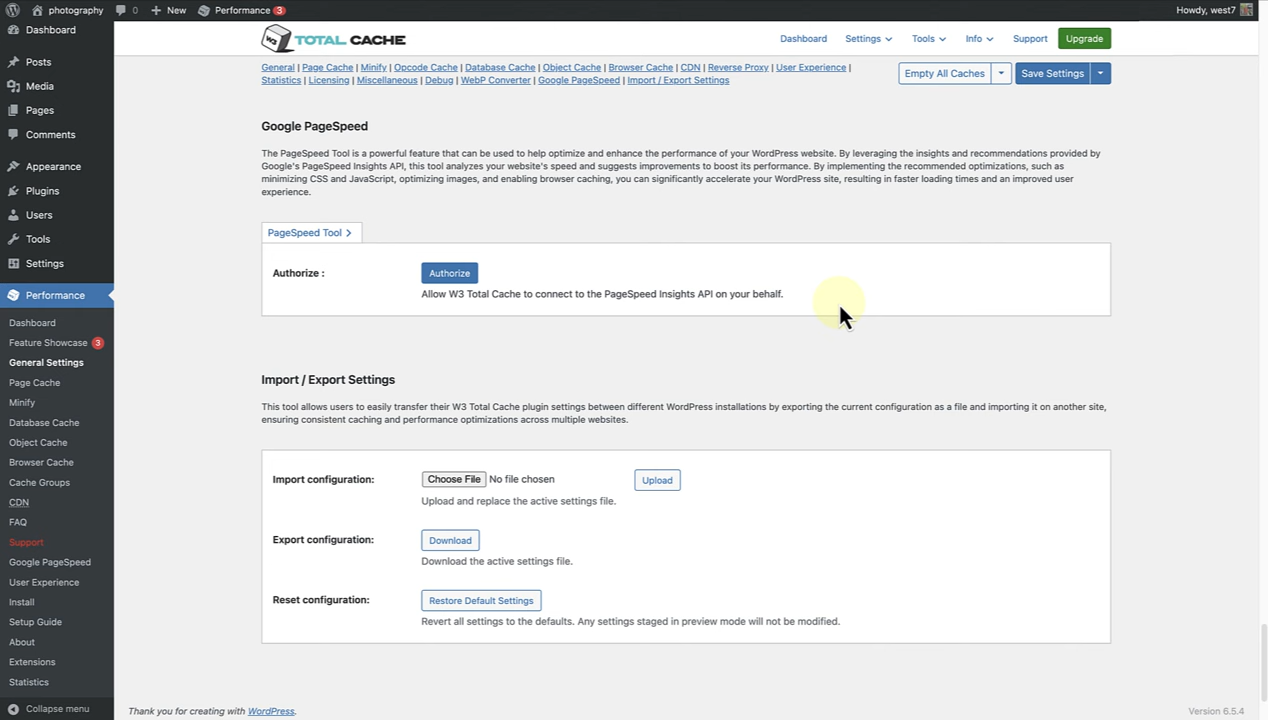 photography 0 New Performance 3 Howdy, west7
Dashboard
Posts
Media
Pages
Comments
Appearance
Plugins
Users
Tools
Settings
Performance
Dashboard
Feature Showcase 3
General Settings
Page Cache
Minify
Database Cache
Object Cache
Browser Cache
Cache Groups
CDN
FAQ
Support
Google PageSpeed
User Experience
Install
Setup Guide
About
Extensions
Statistics
Collapse menu
W3 TOTAL CACHE Dashboard Settings Tools Info Support Upgrade
General | Page Cache | Minify | Opcode Cache | Database Cache | Object Cache | Browser Cache | CDN | Reverse Proxy | User Experience |
Statistics | Licensing | Miscellaneous | Debug | WebP Converter | Google PageSpeed | Import / Export Settings
Empty All Caches Save Settings
Google PageSpeed
The PageSpeed Tool is a powerful feature that can be used to help optimize and enhance the performance of your WordPress website. By leveraging the insights and recommendations provided by
Google's PageSpeed Insights API, this tool analyzes your website's speed and suggests improvements to boost its performance. By implementing the recommended optimizations, such as
minimizing CSS and JavaScript, optimizing images, and enabling browser caching, you can significantly accelerate your WordPress site, resulting in faster loading times and an improved user
experience.
PageSpeed Tool >
Authorize : Authorize
Allow W3 Total Cache to connect to the PageSpeed Insights API on your behalf.
Import / Export Settings
This tool allows users to easily transfer their W3 Total Cache plugin settings between different WordPress installations by exporting the current configuration as a file and importing it on another site,
ensuring consistent caching and performance optimizations across multiple websites.
Import configuration: Choose File No file chosen Upload
Upload and replace the active settings file.
Export configuration: Download
Download the active settings file.
Reset configuration: Restore Default Settings
Revert all settings to the defaults. Any settings staged in preview mode will not be modified.
Thank you for creating with WordPress. Version 6.5.4